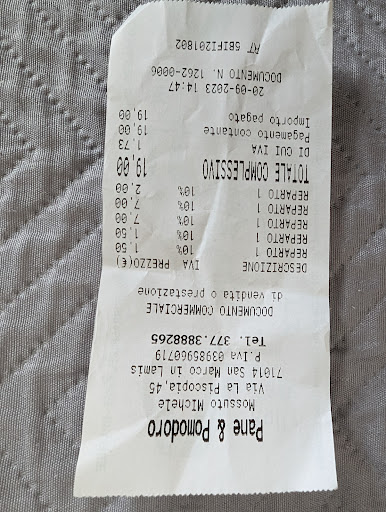 Pane & Pomodoro
Mossuto Michele
Via La Piscopia,45
71014 San Marco in Lamis
P.Iva 03985960719
Tel. 377.3888265
DOCUMENTO COMMERCIALE
di vendita o prestazione
DESCRIZIONE IVA PREZZO(€)
REPARTO 1 10% 1,50
REPARTO 1 10% 1,50
REPARTO 1 10% 7,00
REPARTO 1 10% 7,00
REPARTO 1 10% 2,00
TOTALE COMPLESSIVO 19,00
DI CUI IVA 1,73
Pagamento contante 19,00
Importo pagato 19,00
20-09-2023 14:47
DOCUMENTO N. 1262-0006
RT 5BIFI201802